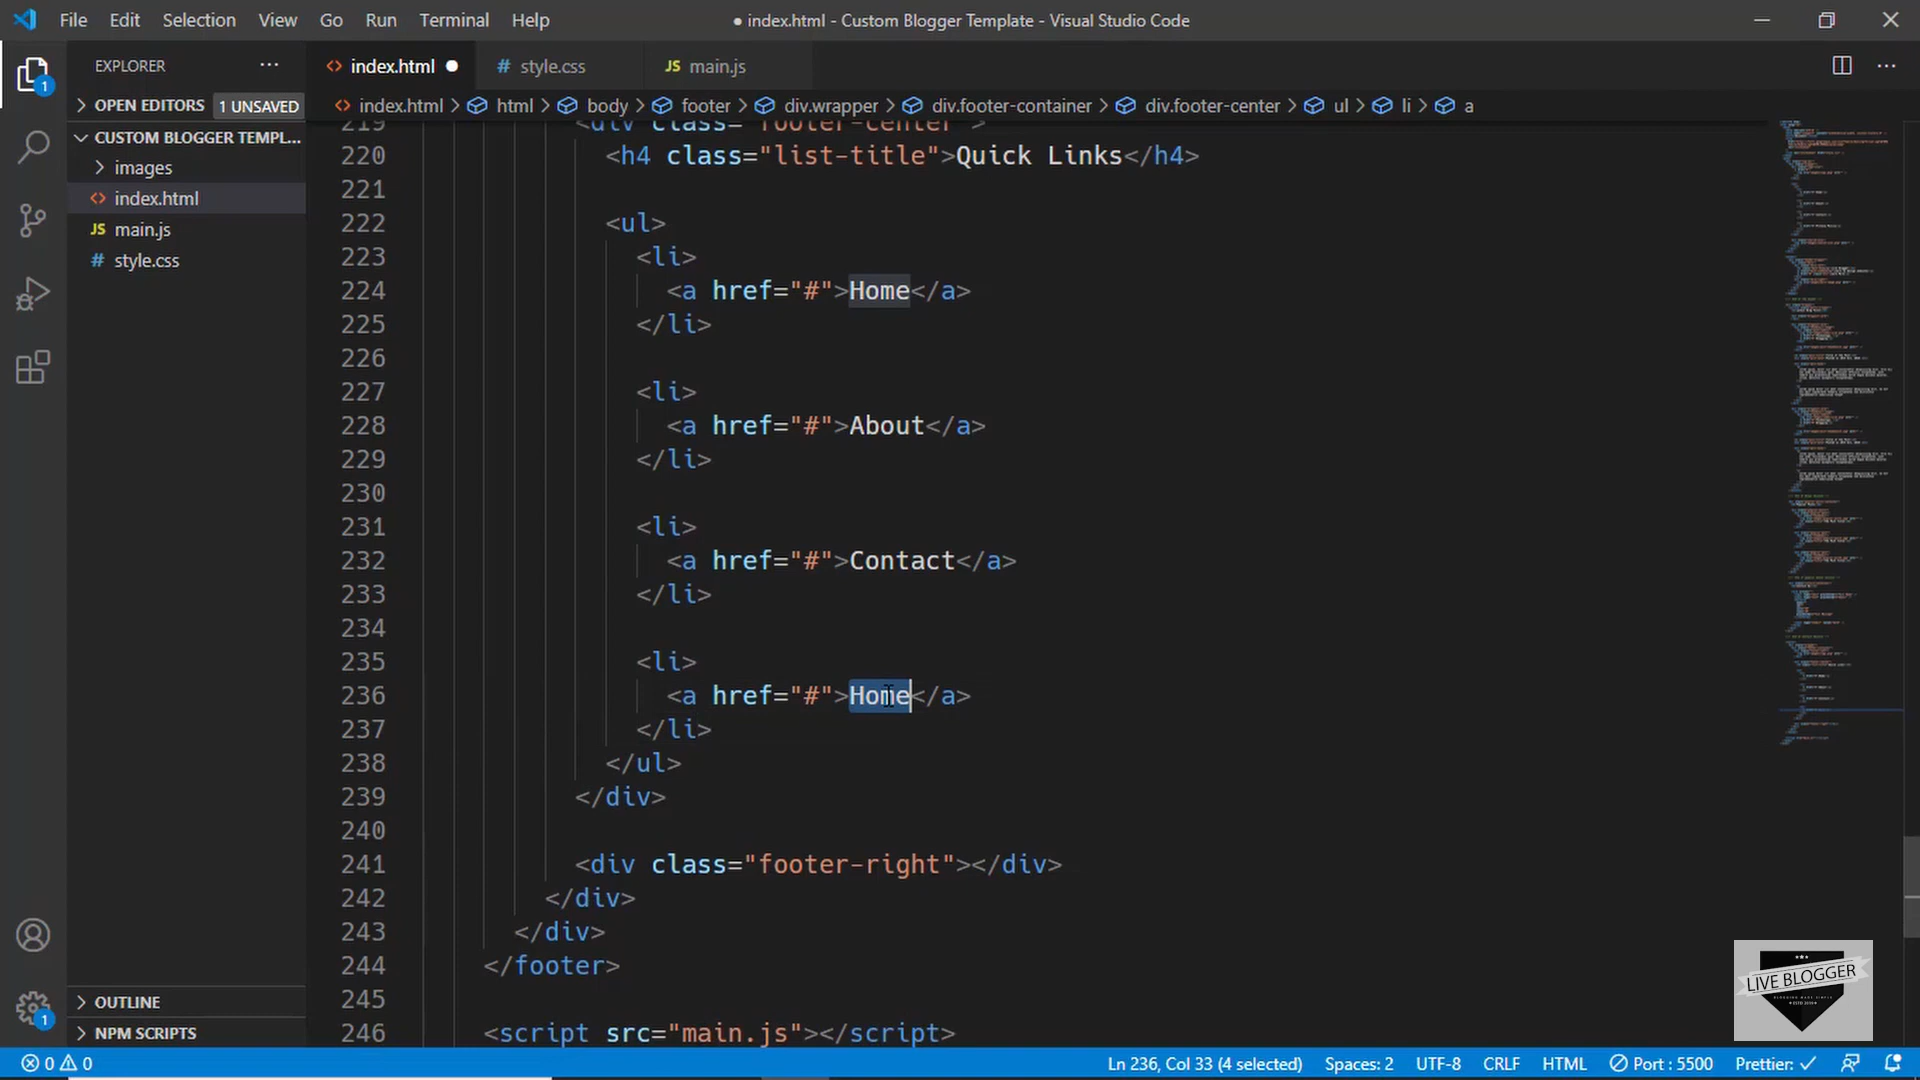 File Edit Selection View Go Run Terminal Help
● index.html - Custom Blogger Template - Visual Studio Code
EXPLORER ···
index.html ●
# style.css
JS main.js
OPEN EDITORS 1 UNSAVED
index.html > html > body > footer > div.wrapper > div.footer-container > div.footer-center > ul > li > a
CUSTOM BLOGGER TEMPL...
images
index.html
JS main.js
# style.css
OUTLINE
NPM SCRIPTS
1
1
219 <div class="footer-center">
220 <h4 class="list-title">Quick Links</h4>
221
222 <ul>
223 <li>
224 <a href="#">Home</a>
225 </li>
226
227 <li>
228 <a href="#">About</a>
229 </li>
230
231 <li>
232 <a href="#">Contact</a>
233 </li>
234
235 <li>
236 <a href="#">Home</a>
237 </li>
238 </ul>
239 </div>
240
241 <div class="footer-right"></div>
242 </div>
243 </div>
244 </footer>
245
246 <script src="main.js"></script>
LIVE BLOGGER
0 0
Ln 236, Col 33 (4 selected) Spaces: 2 UTF-8 CRLF HTML Port : 5500 Prettier: ✓